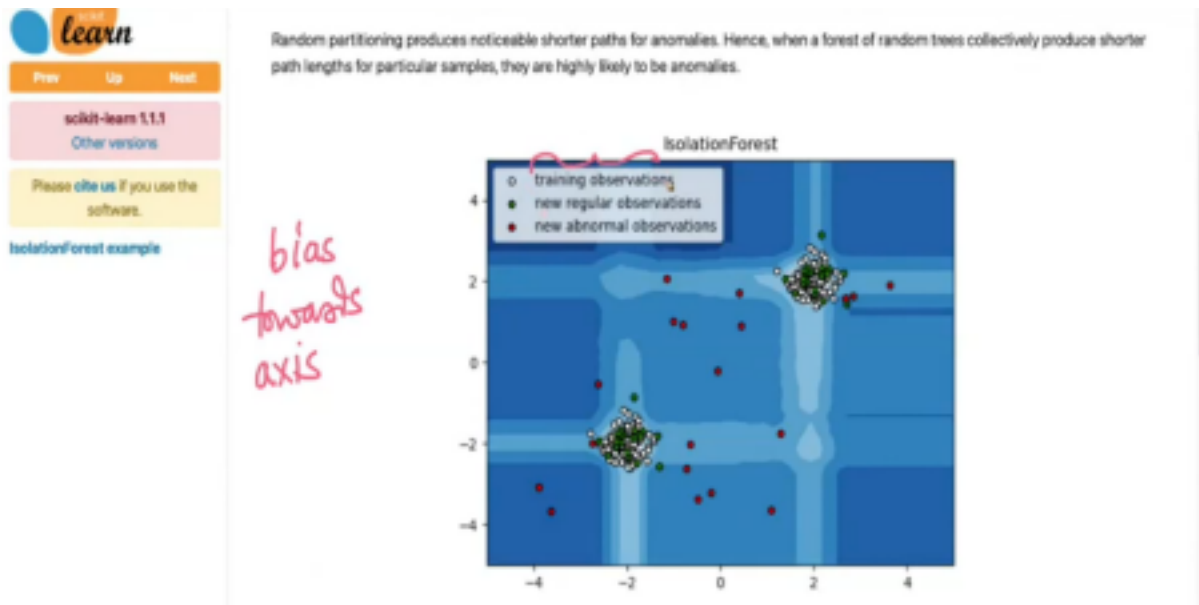 scikit
learn
Prev Up Next
scikit-learn 1.1.1
Other versions
Please cite us if you use the
software.
IsolationForest example
Random partitioning produces noticeable shorter paths for anomalies. Hence, when a forest of random trees collectively produce shorter
path lengths for particular samples, they are highly likely to be anomalies.
bias
towards
axis
IsolationForest
training observations
new regular observations
new abnormal observations
4
2
0
−2
−4
−4 −2 0 2 4